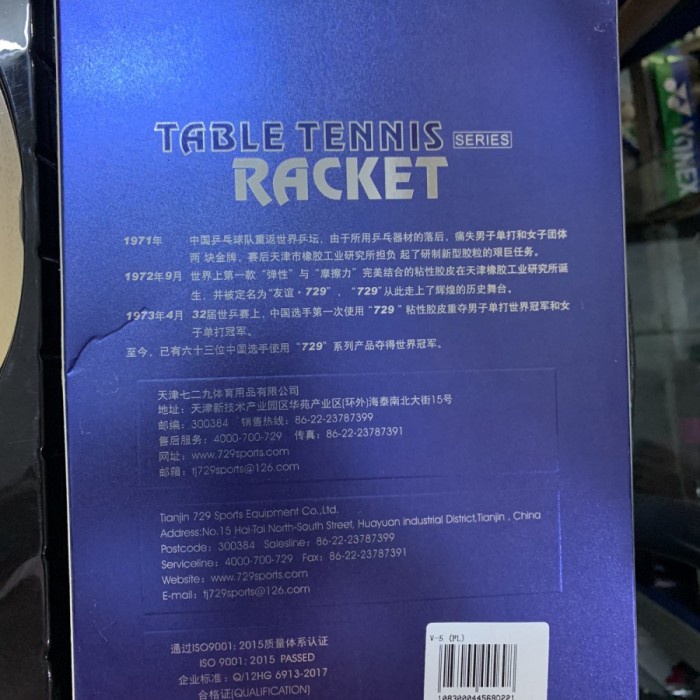 TABLE TENNIS SERIES
RACKET
1971年 中国乒乓球队重返世界乒坛，由于所用乒乓器材的落后，痛失男子单打和女子团体
两 块金牌，赛后天津市橡胶工业研究所担负 起了研制新型胶粒的艰巨任务。
1972年9月 世界上第一款 "弹性" 与 "摩擦力" 完美结合的粘性胶皮在天津橡胶工业研究所诞
生，并被定名为"友谊·729"，"729"从此走上了辉煌的历史舞台。
1973年4月 32届世乒赛上，中国选手第一次使用 "729 " 粘性胶皮重夺男子单打世界冠军和女
子单打冠军。
至今，已有六十三位中国选手使用 "729" 系列产品夺得世界冠军。
天津七二九体育用品有限公司
地址：天津新技术产业园区华苑产业区(环外)海泰南北大街15号
邮编：300384 销售热线：86-22-23787399
售后服务：4000-700-729 传真：86-22-23787391
网址：www.729sports.com
邮箱：tj729sports@126.com
Tianjin 729 Sports Equipment Co.,Ltd.
Address:No.15 Hai-Tai North-South Street, Huayuan industrial District,Tianjin , China
Postcode：300384 Salesline：86-22-23787399
Serviceline：4000-700-729 Fax：86-22-23787391
Website：www.729sports.com
E-mail：tj729sports@126.com
通过ISO9001：2015质量体系认证
ISO 9001：2015 PASSED
企业标准：Q/12HG 6913-2017
合格证(QUALIFICATION)
V-5 (PL)
YONEX